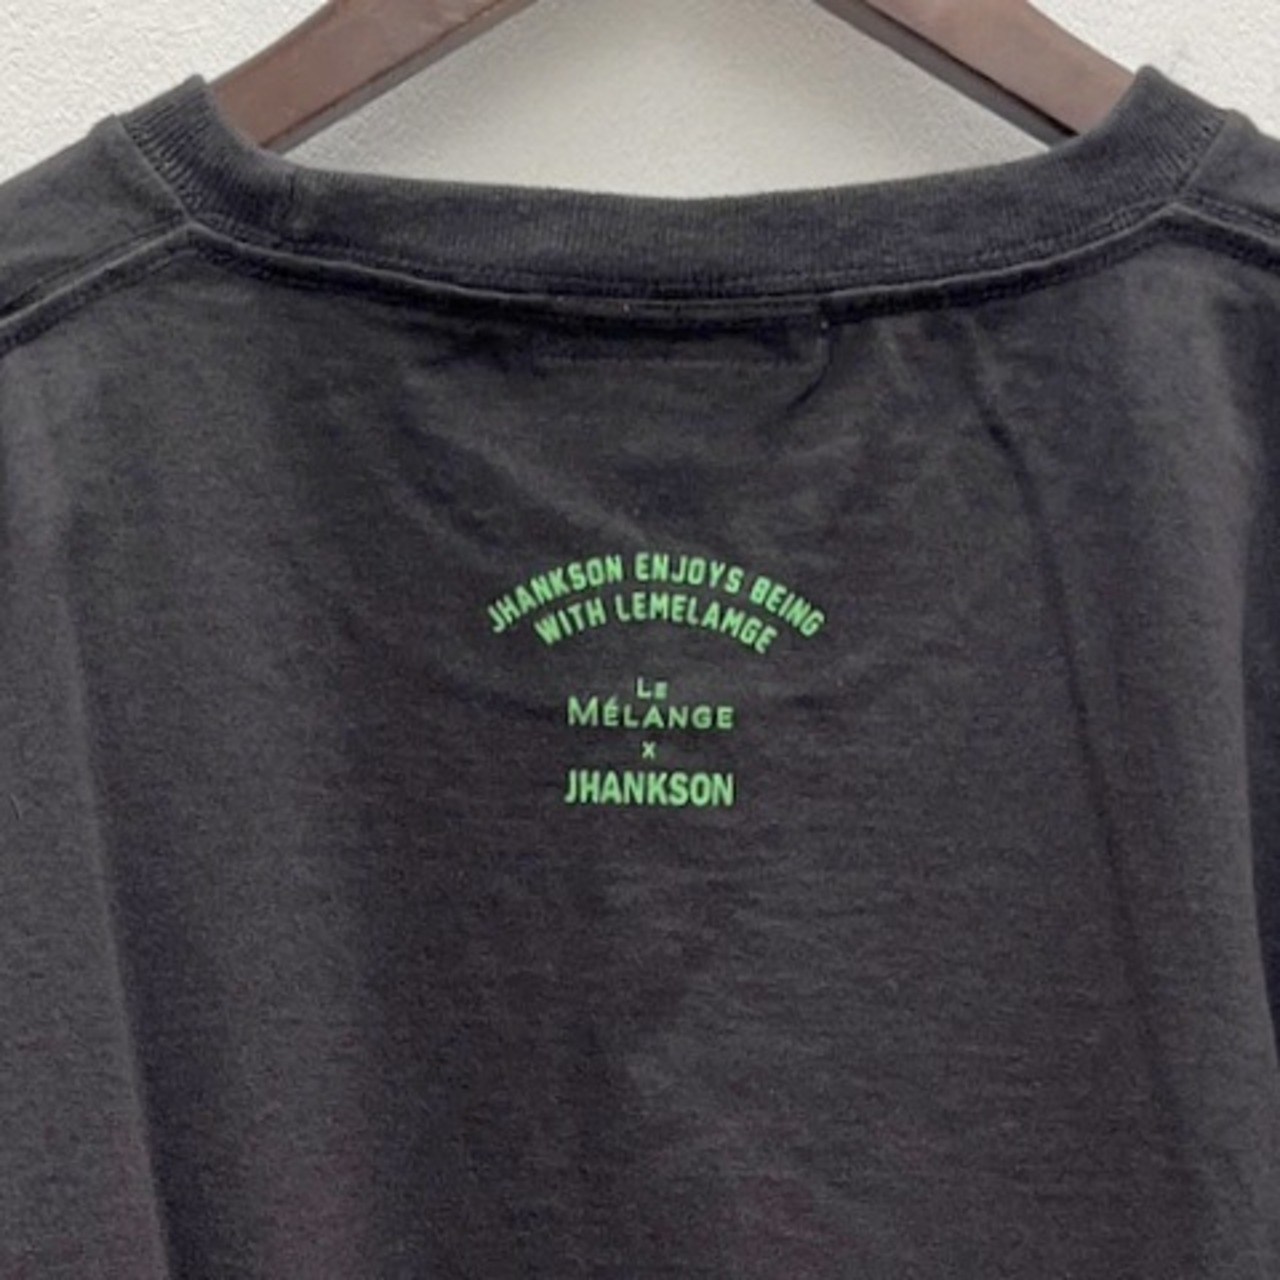 JHANKSON ENJOYS BEING
WITH LEMELAMGE
LE
MÉLANGE
x
JHANKSON